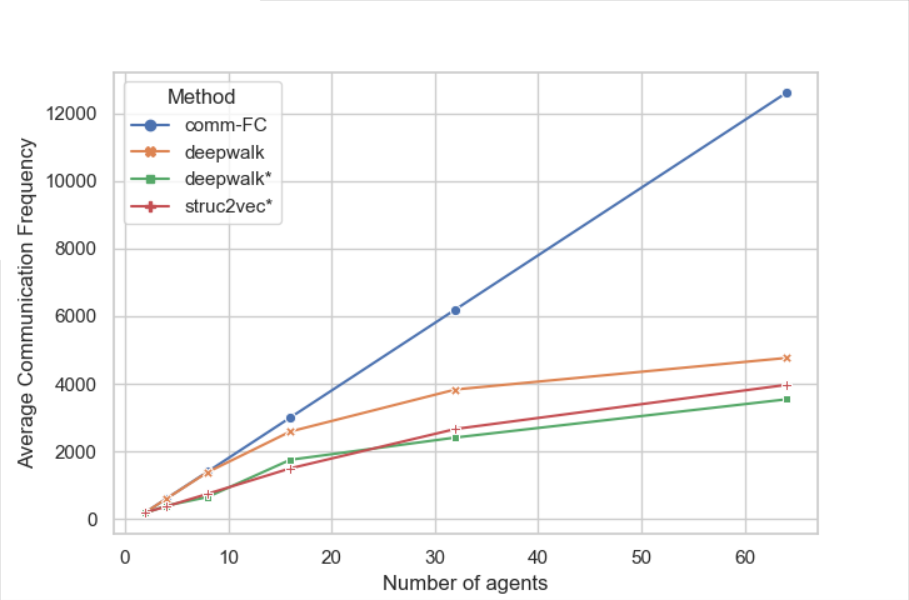 Method
comm-FC
deepwalk
deepwalk*
struc2vec*
Average Communication Frequency
12000
10000
8000
6000
4000
2000
0
0 10 20 30 40 50 60
Number of agents